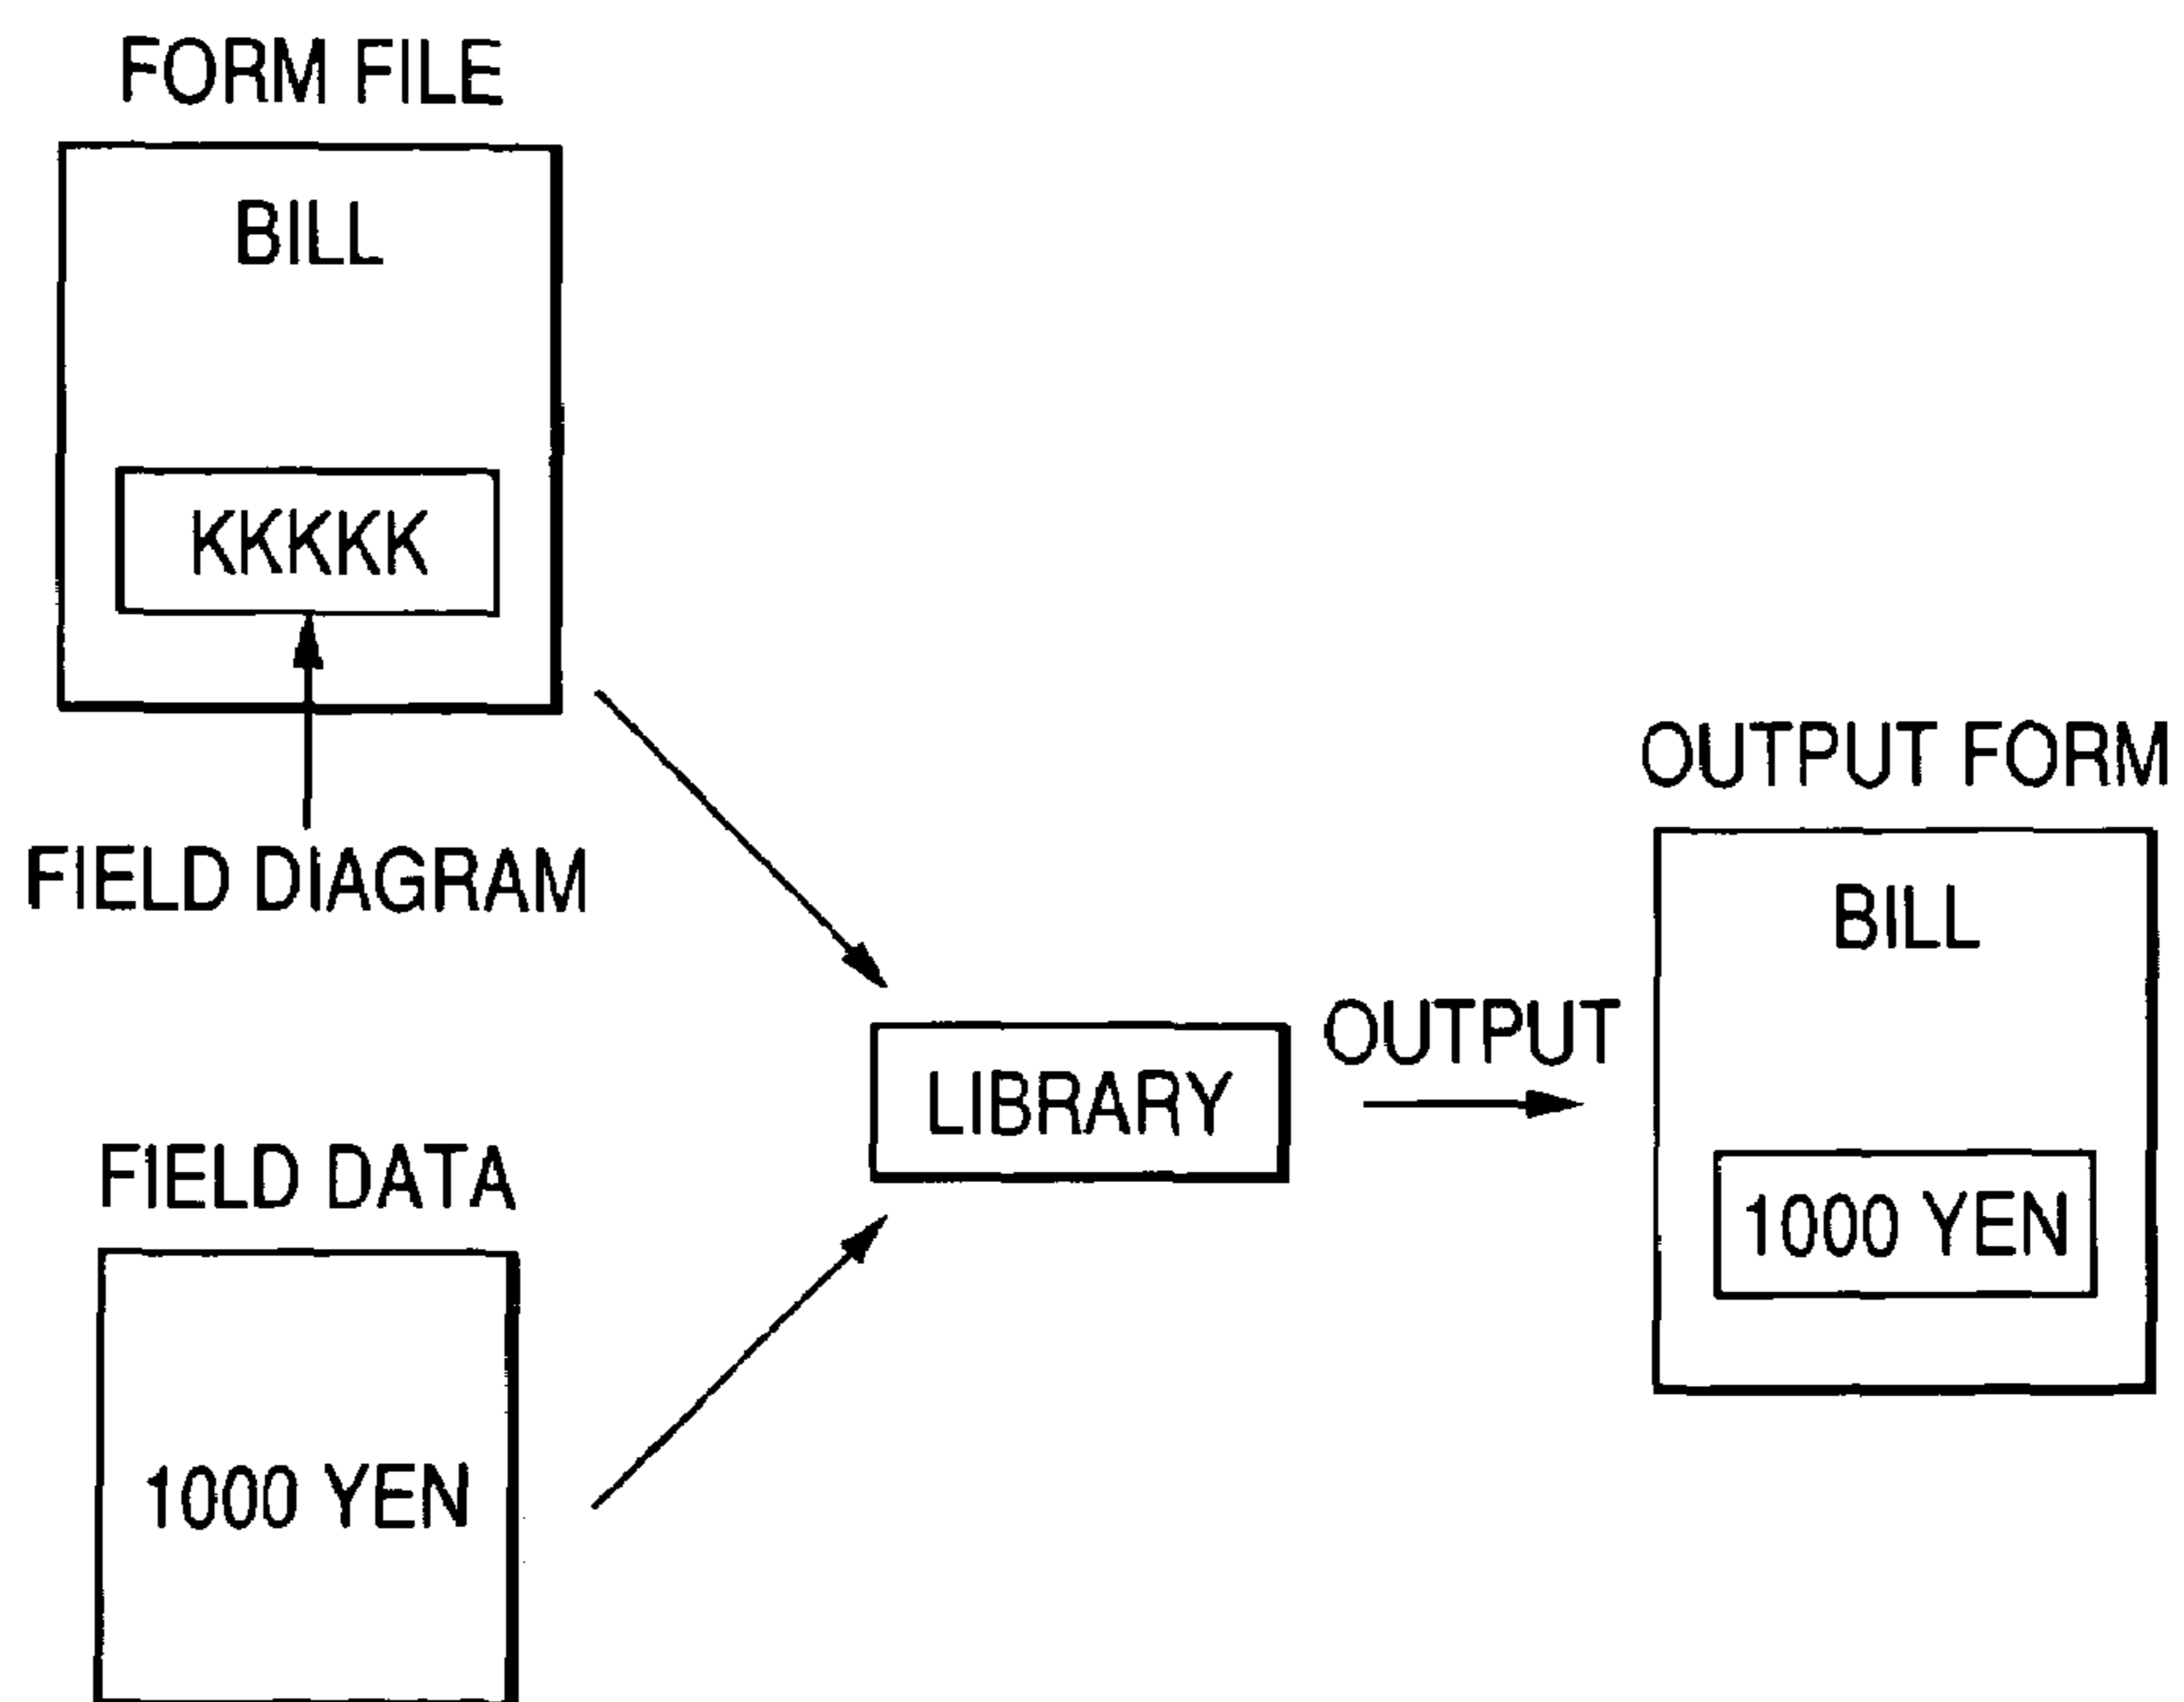 FORM FILE
BILL
KKKKK
FIELD DIAGRAM
FIELD DATA
1000 YEN
LIBRARY
OUTPUT
OUTPUT FORM
BILL
1000 YEN